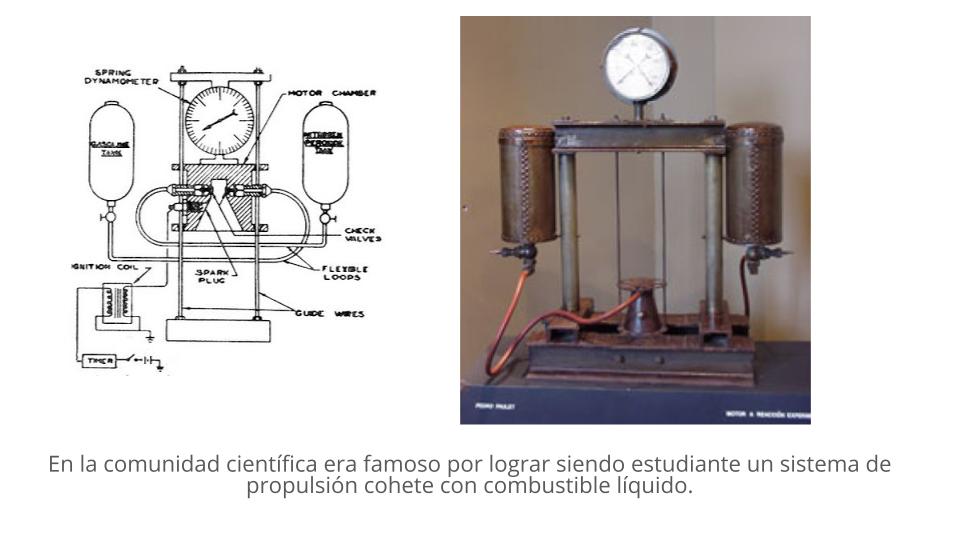 SPRING
DYNAMOMETER
MOTOR CHAMBER
GASOLINE
TANK
NITROGEN
PEROXIDE
TANK
CHECK
VALVES
IGNITION COIL
SPARK
PLUG
FLEXIBLE
LOOPS
GUIDE WIRES
TIMER
PEDRO PAULET
MOTOR A REACCIÓN EXPERIM
En la comunidad científica era famoso por lograr siendo estudiante un sistema de
propulsión cohete con combustible líquido.